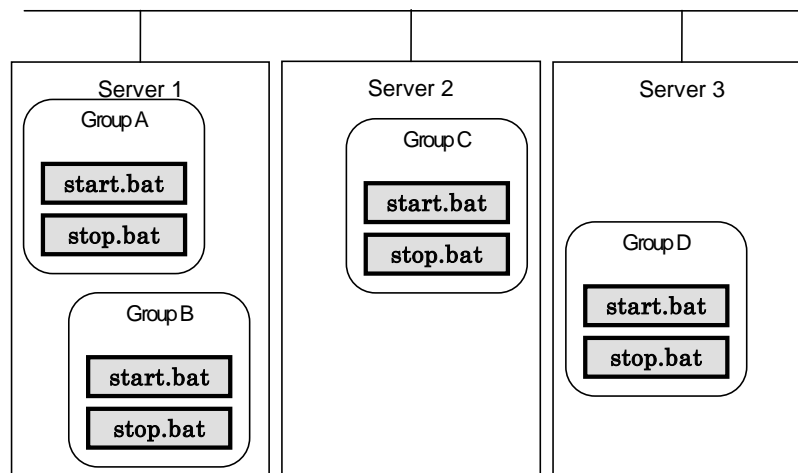 Server 1
Group A
start.bat
stop.bat
Group B
start.bat
stop.bat
Server 2
Group C
start.bat
stop.bat
Server 3
Group D
start.bat
stop.bat